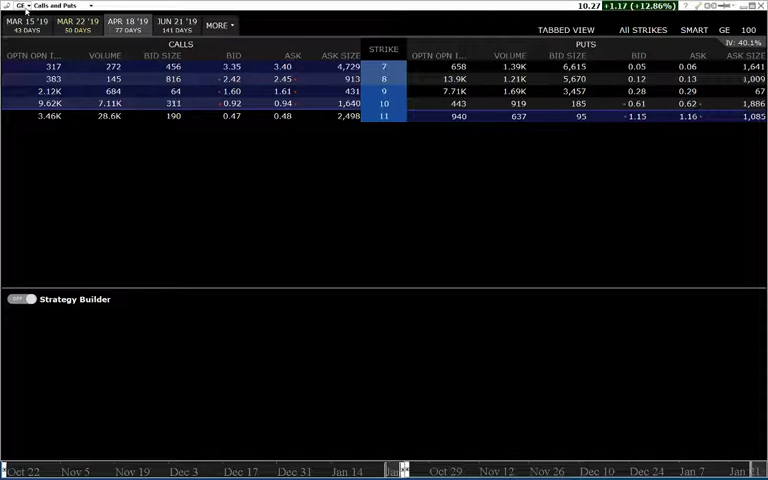 GE Calls and Puts 10.27 +1.17 (+12.86%)
MAR 15 '19 MAR 22 '19 APR 18 '19 JUN 21 '19 MORE
43 DAYS 50 DAYS 77 DAYS 141 DAYS
TABBED VIEW All STRIKES SMART GE 100
CALLS STRIKE PUTS IV: 40.1%
OPTN OPN I... VOLUME BID SIZE BID ASK ASK SIZE OPTN OPN I... VOLUME BID SIZE BID ASK ASK SIZE
317 272 456 3.35 3.40 4,729 7 658 1.39K 6,615 0.05 0.06 1,641
383 145 816 2.42 2.45 913 8 13.9K 1.21K 5,670 0.12 0.13 1,009
2.12K 684 64 1.60 1.61 431 9 7.71K 1.69K 3,457 0.28 0.29 67
9.62K 7.11K 311 0.92 0.94 1,640 10 443 919 185 0.61 0.62 1,886
3.46K 28.6K 190 0.47 0.48 2,498 11 940 637 95 1.15 1.16 1,085
OFF Strategy Builder
Oct 22 Nov 5 Nov 19 Dec 3 Dec 17 Dec 31 Jan 14 Oct 29 Nov 12 Nov 26 Dec 10 Dec 24 Jan 7 Jan